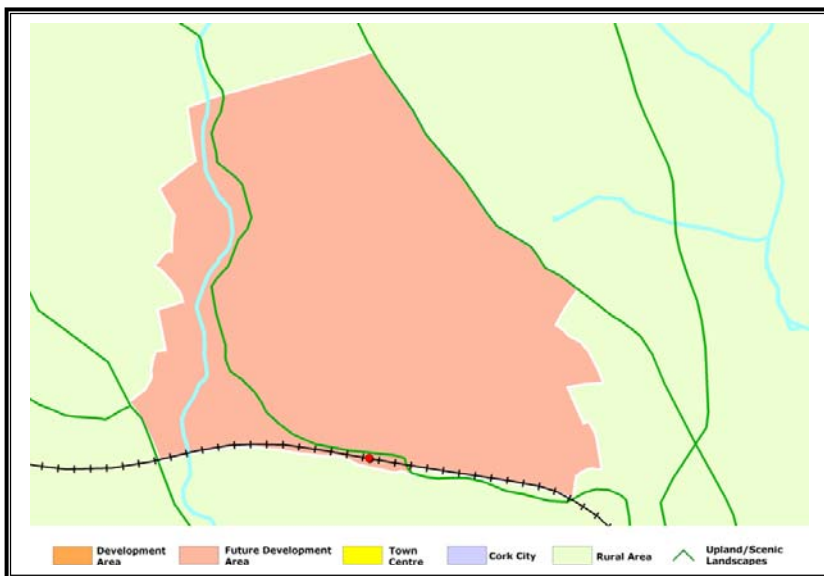 Development Area
Future Development Area
Town Centre
Cork City
Rural Area
Upland/Scenic Landscapes